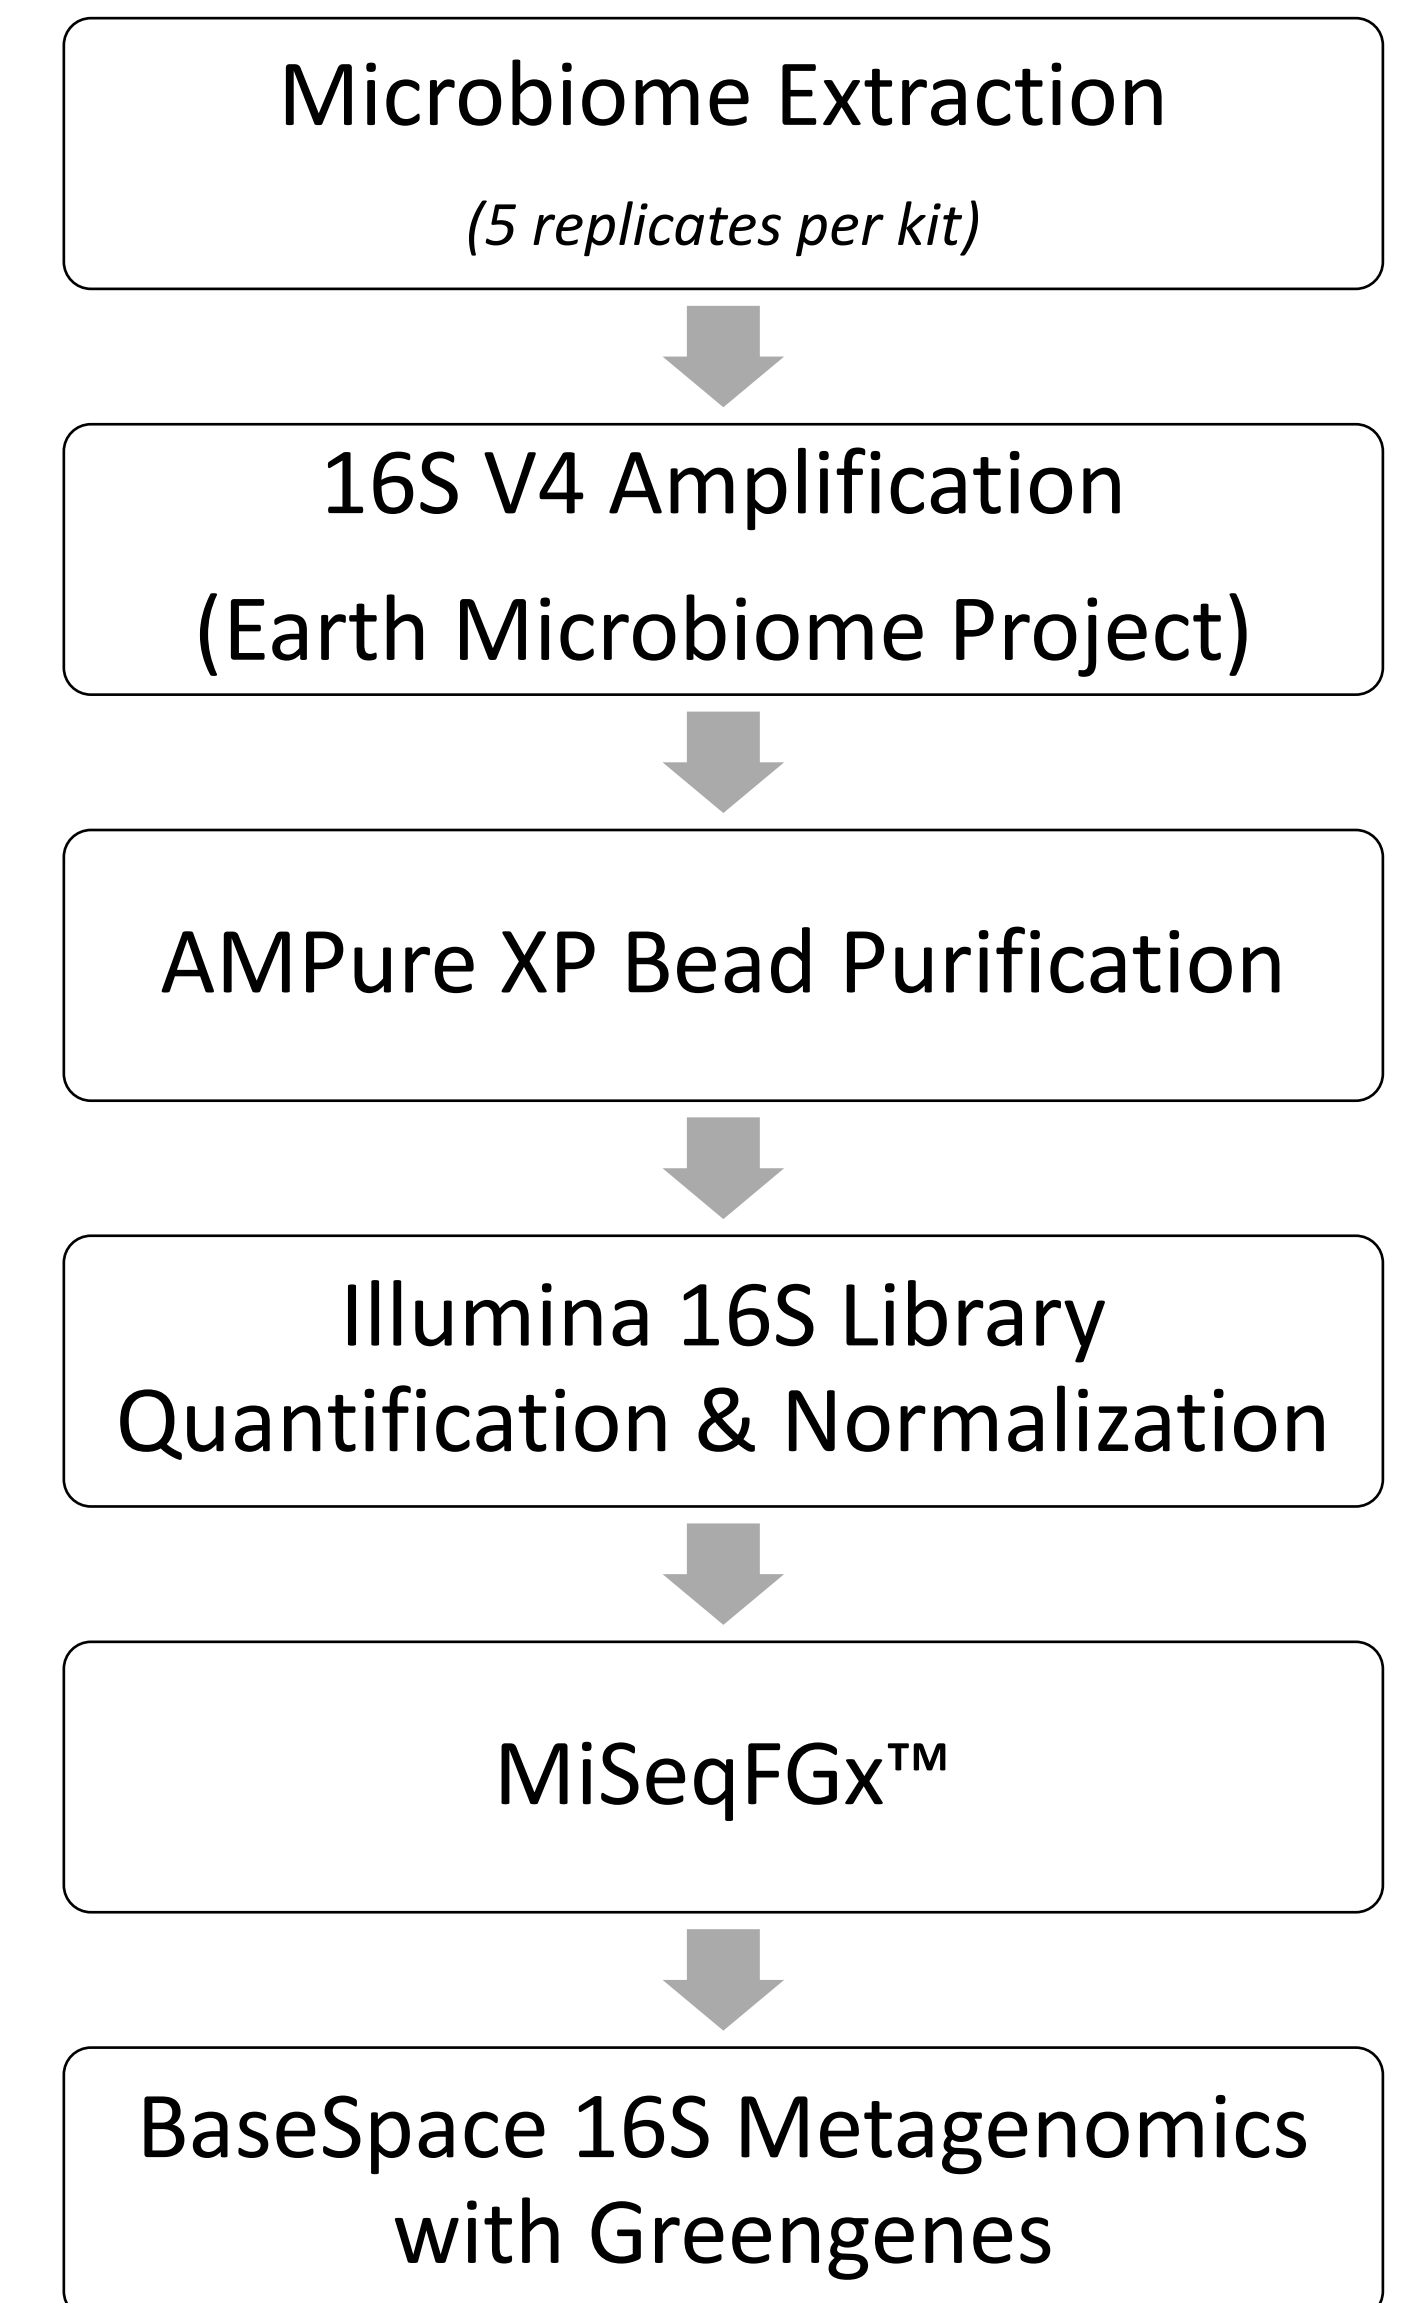 Microbiome Extraction
(5 replicates per kit)
16S V4 Amplification
(Earth Microbiome Project)
AMPure XP Bead Purification
Illumina 16S Library
Quantification & Normalization
MiSeqFGx™
BaseSpace 16S Metagenomics
with Greengenes